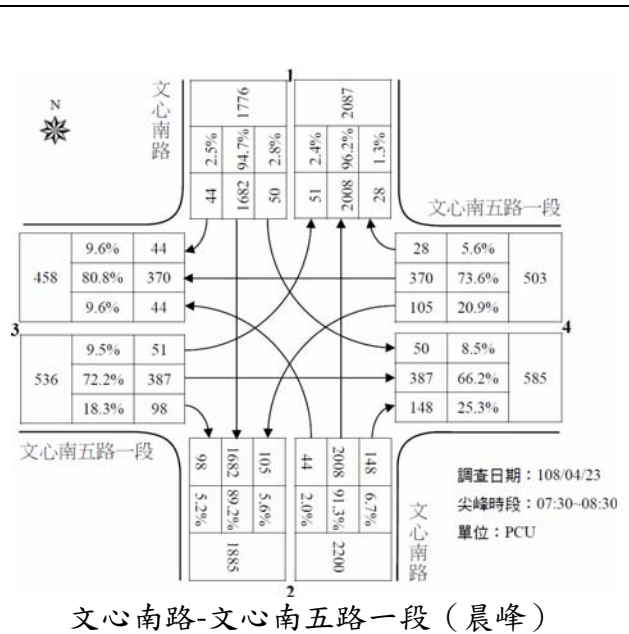 1
N
文心南路
1776
2087
2.5% 94.7% 2.8%
2.4% 96.2% 1.3%
44 1682 50
51 2008 28
文心南五路一段
458
9.6% 44
80.8% 370
9.6% 44
28 5.6%
370 73.6%
105 20.9%
503
3
4
536
9.5% 51
72.2% 387
18.3% 98
50 8.5%
387 66.2%
148 25.3%
585
文心南五路一段
98 1682 105
44 2008 148
5.2% 89.2% 5.6%
2.0% 91.3% 6.7%
1885
2200
文心南路
調查日期：108/04/23
尖峰時段：07:30~08:30
單位：PCU
2
文心南路-文心南五路一段（晨峰）